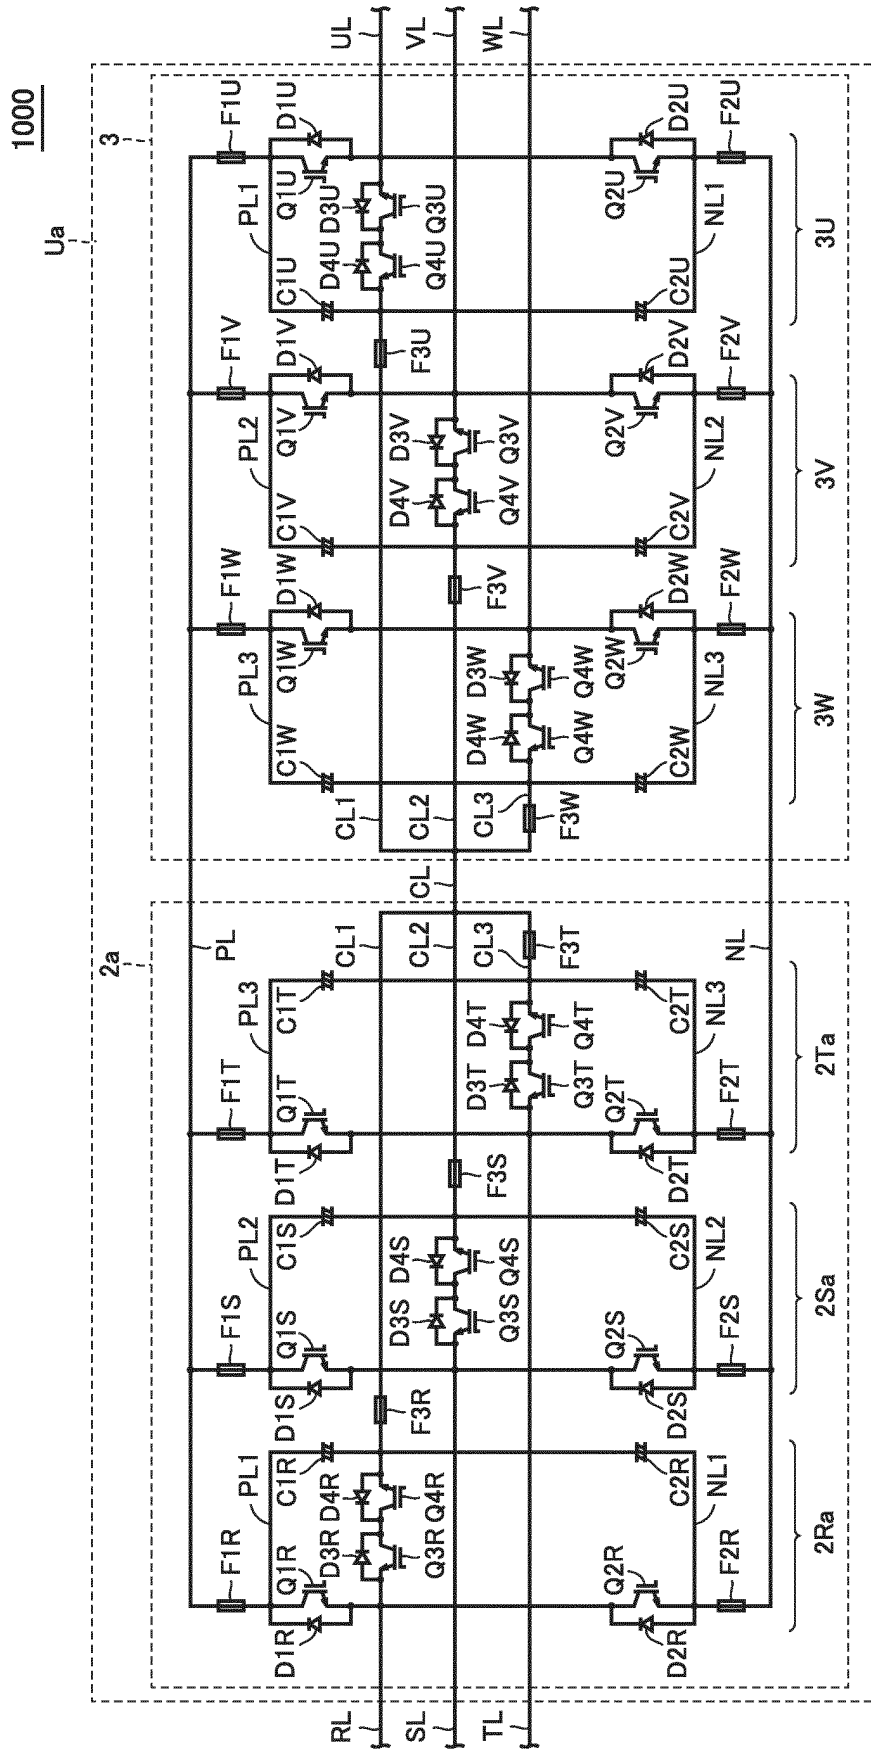 1000
Ua
2a 3
F1R F1S F1T PL F1W F1V F1U
PL1 PL2 PL3 PL3 PL2 PL1
D1R Q1R C1R D1S Q1S C1S D1T Q1T C1T C1W Q1W D1W C1V Q1V D1V C1U Q1U D1U
RL D3R D4R CL1 CL1 D4U D3U UL
SL Q3R Q4R F3R D3S D4S CL2 CL CL2 D4V D3V F3U Q4U Q3U VL
TL Q3S Q4S F3S D3T D4T CL3 CL3 D4W D3W F3V Q4V Q3V WL
Q3T Q4T F3T F3W Q4W Q4W
Q2R Q2S Q2T Q2W Q2V Q2U
D2R C2R D2S C2S D2T C2T C2W D2W C2V D2V C2U D2U
NL1 NL2 NL3 NL3 NL2 NL1
F2R F2S F2T NL F2W F2V F2U
2Ra 2Sa 2Ta 3W 3V 3U